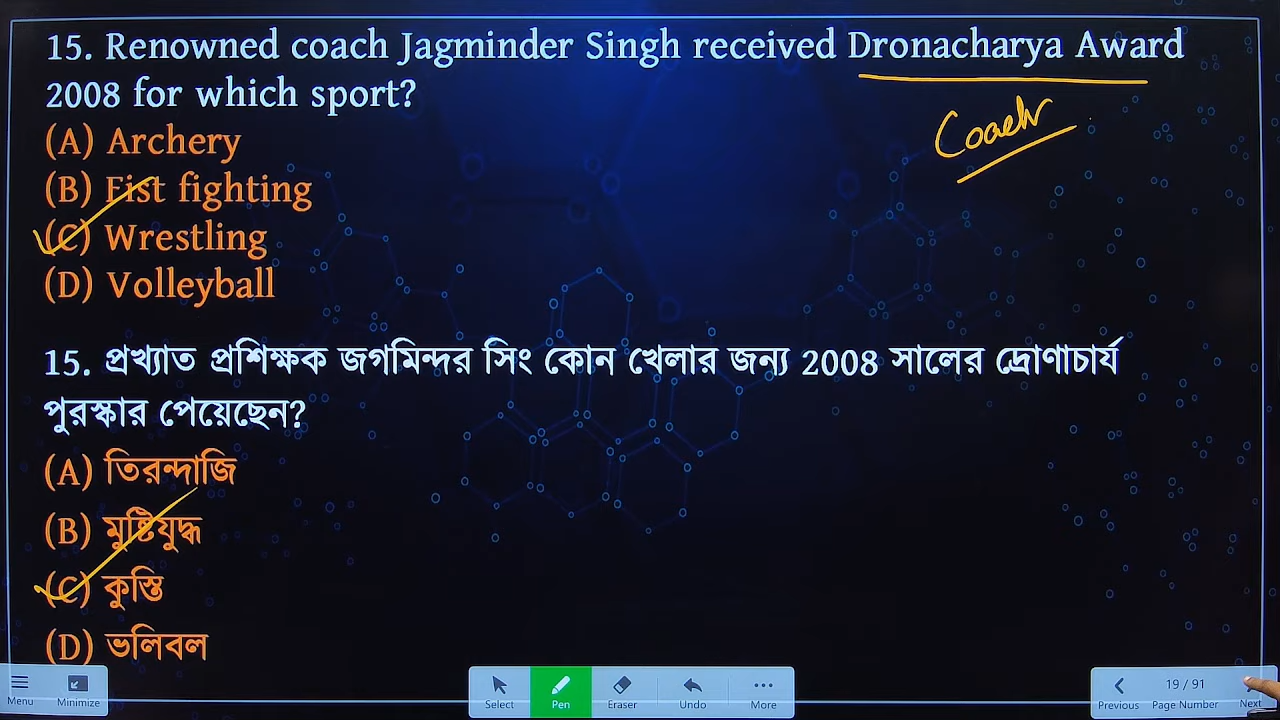 15. Renowned coach Jagminder Singh received Dronacharya Award
2008 for which sport?
Coach
(A) Archery
(B) Fist fighting
(C) Wrestling
(D) Volleyball
15. প্রখ্যাত প্রশিক্ষক জগমিন্দর সিং কোন খেলার জন্য 2008 সালের দ্রোণাচার্য
পুরস্কার পেয়েছেন?
(A) তিরন্দাজি
(B) মুষ্টিযুদ্ধ
(C) কুস্তি
(D) ভলিবল
Menu Minimize Select Pen Eraser Undo More Previous Page Number Next
19 / 91